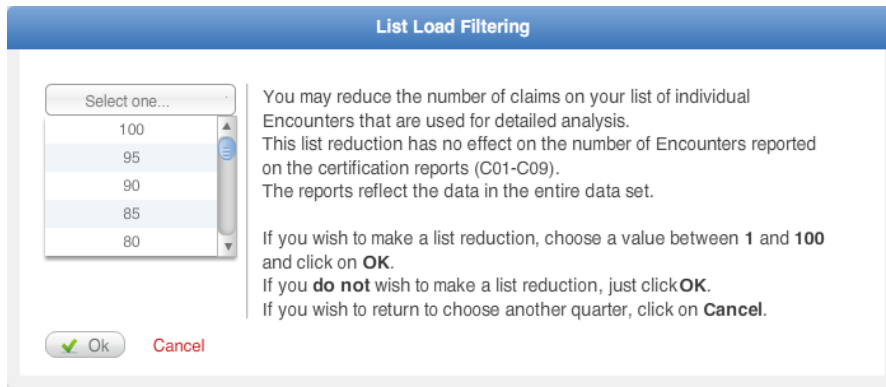 List Load Filtering
Select one...
100
95
90
85
80
You may reduce the number of claims on your list of individual
Encounters that are used for detailed analysis.
This list reduction has no effect on the number of Encounters reported
on the certification reports (C01-C09).
The reports reflect the data in the entire data set.
If you wish to make a list reduction, choose a value between 1 and 100
and click on OK.
If you do not wish to make a list reduction, just clickOK.
If you wish to return to choose another quarter, click on Cancel.
Ok Cancel